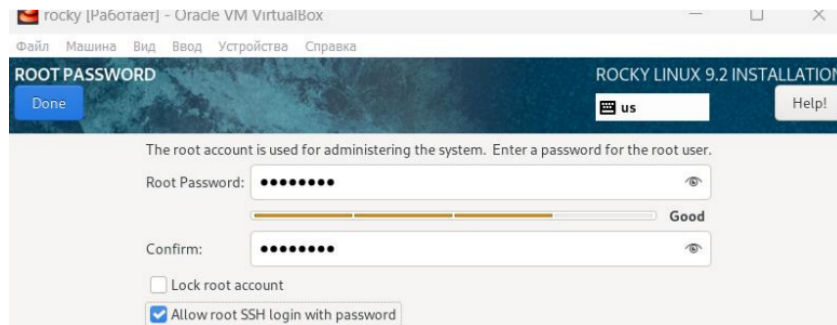 rocky [Работает] - Oracle VM VirtualBox
Файл Машина Вид Ввод Устройства Справка
ROOT PASSWORD
ROCKY LINUX 9.2 INSTALLATION
Done
us
Help!
The root account is used for administering the system. Enter a password for the root user.
Root Password: ●●●●●●●●
Good
Confirm: ●●●●●●●●
Lock root account
Allow root SSH login with password